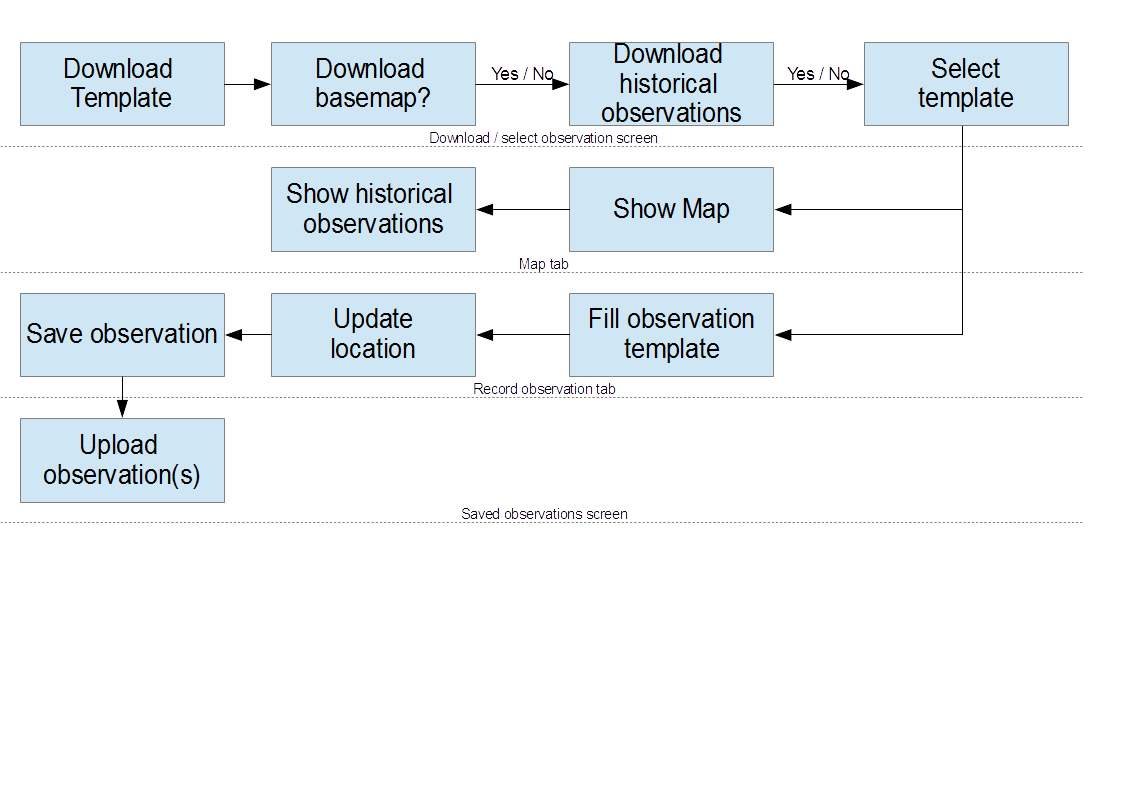 Download
Template
Download
basemap?
Yes / No
Download
historical
observations
Yes / No
Select
template
Download / select observation screen
Show historical
observations
Show Map
Map tab
Save observation
Update
location
Fill observation
template
Record observation tab
Upload
observation(s)
Saved observations screen